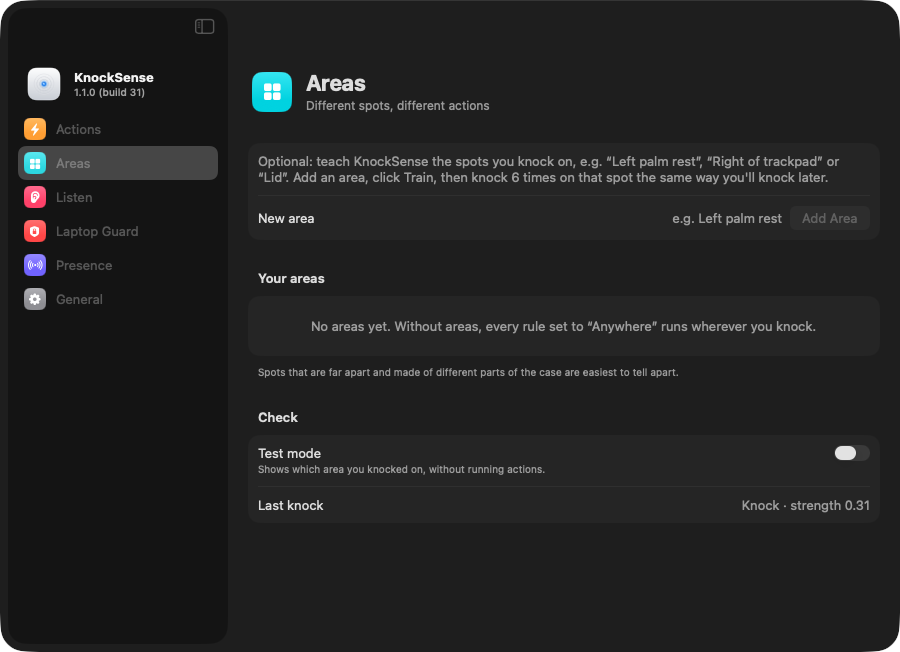 KnockSense
1.1.0 (build 31)
Actions
Areas
Listen
Laptop Guard
Presence
General
Areas
Different spots, different actions
Optional: teach KnockSense the spots you knock on, e.g. “Left palm rest”, “Right of trackpad” or
“Lid”. Add an area, click Train, then knock 6 times on that spot the same way you'll knock later.
New area
e.g. Left palm rest
Add Area
Your areas
No areas yet. Without areas, every rule set to “Anywhere” runs wherever you knock.
Spots that are far apart and made of different parts of the case are easiest to tell apart.
Check
Test mode
Shows which area you knocked on, without running actions.
Last knock
Knock · strength 0.31